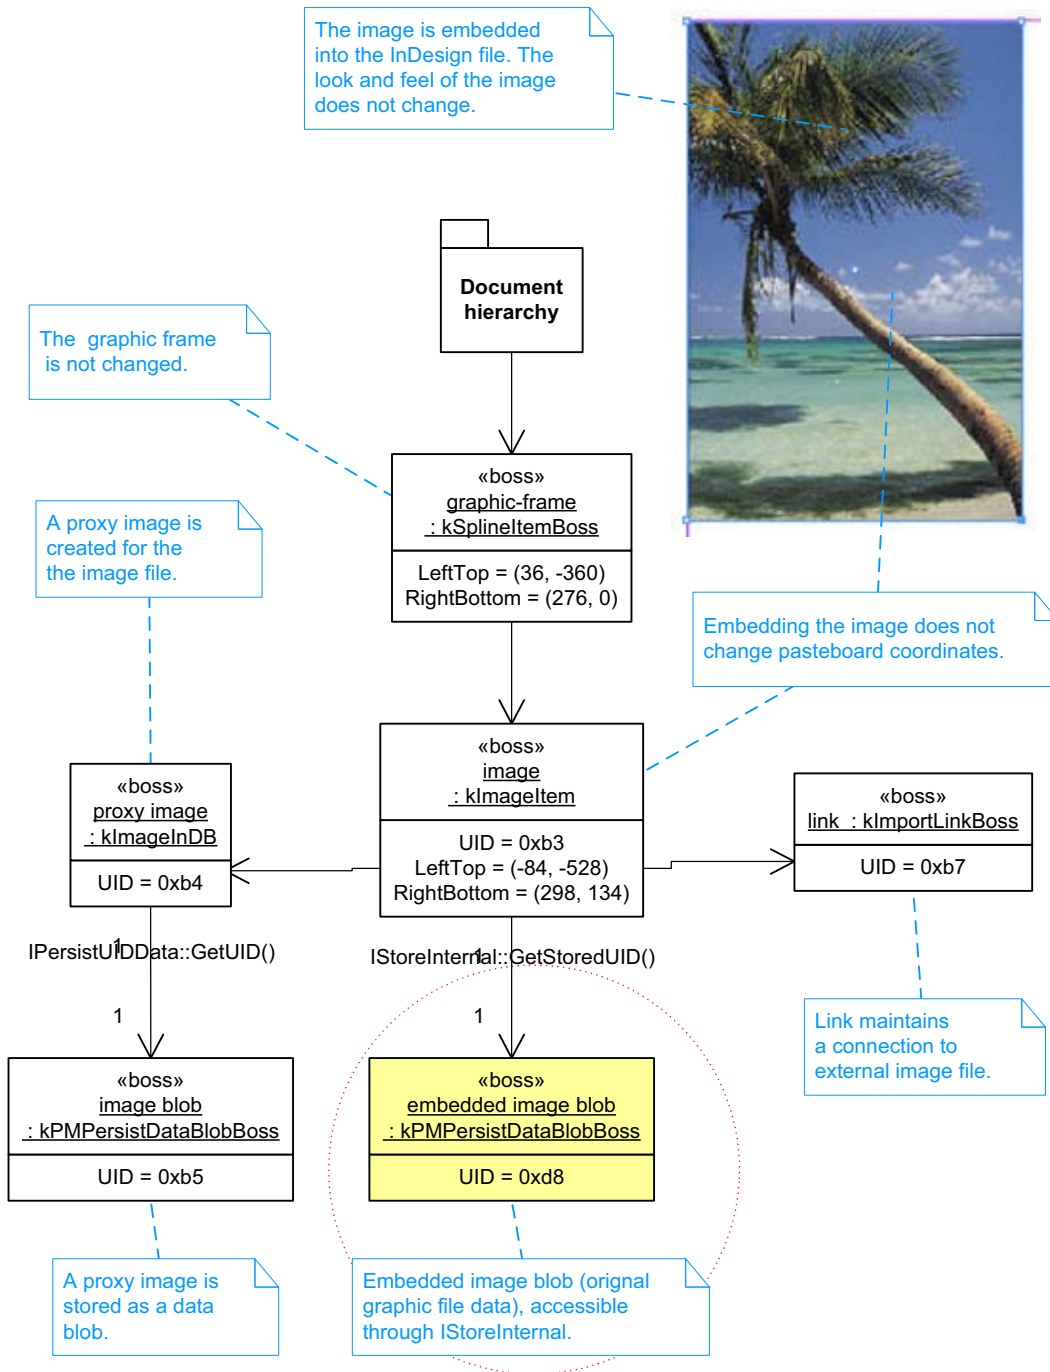 The image is embedded
into the InDesign file. The
look and feel of the image
does not change.
Document
hierarchy
The  graphic frame
is not changed.
«boss»
graphic-frame
: kSplineItemBoss
LeftTop = (36, -360)
RightBottom = (276, 0)
A proxy image is
created for the
the image file.
Embedding the image does not
change pasteboard coordinates.
«boss»
image
: kImageItem
UID = 0xb3
LeftTop = (-84, -528)
RightBottom = (298, 134)
«boss»
proxy image
: kImageInDB
UID = 0xb4
«boss»
link  : kImportLinkBoss
UID = 0xb7
IPersistUIDData::GetUID()
1
1
IStoreInternal::GetStoredUID()
1
1
Link maintains
a connection to
external image file.
«boss»
image blob
: kPMPersistDataBlobBoss
UID = 0xb5
«boss»
embedded image blob
: kPMPersistDataBlobBoss
UID = 0xd8
A proxy image is
stored as a data
blob.
Embedded image blob (orignal
graphic file data), accessible
through IStoreInternal.